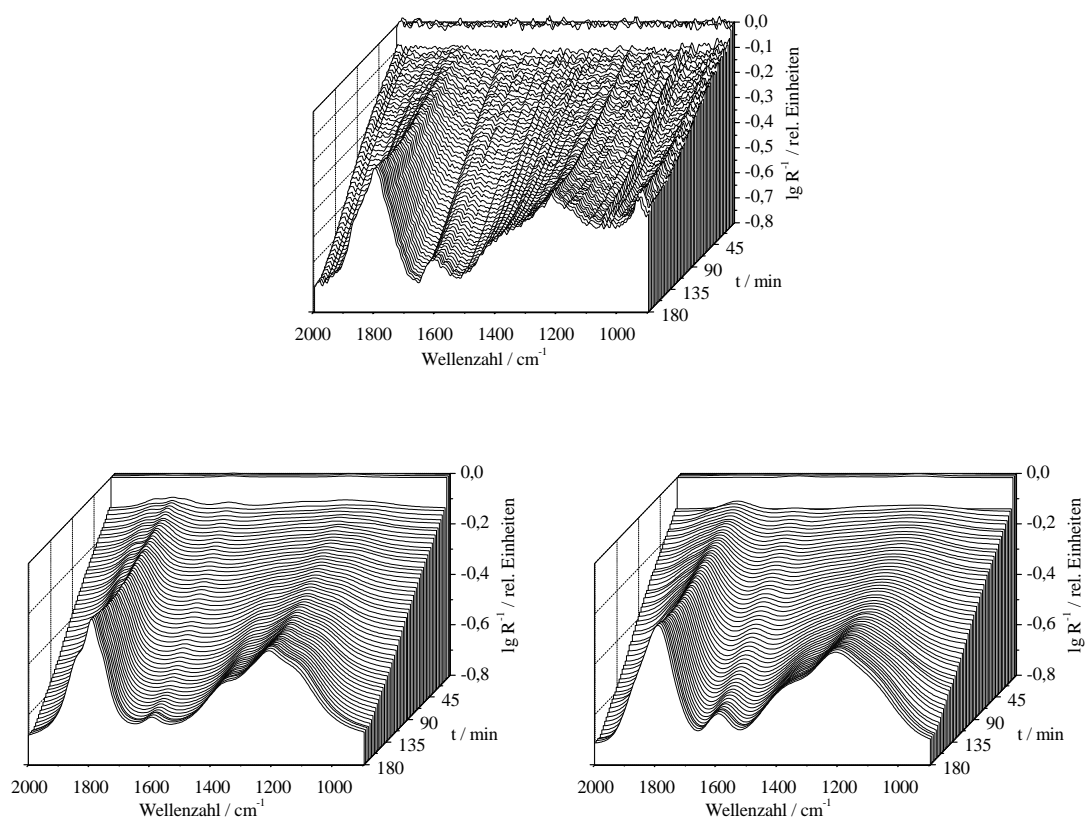 0,0
-0,1
-0,2
-0,3
-0,4
-0,5
-0,6
-0,7
-0,8
lg R⁻¹ / rel. Einheiten
45
90
135
180
t / min
2000 1800 1600 1400 1200 1000
Wellenzahl / cm⁻¹
0,0
-0,2
-0,4
-0,6
-0,8
lg R⁻¹ / rel. Einheiten
45
90
135
180
t / min
2000 1800 1600 1400 1200 1000
Wellenzahl / cm⁻¹
0,0
-0,2
-0,4
-0,6
-0,8
lg R⁻¹ / rel. Einheiten
45
90
135
180
t / min
2000 1800 1600 1400 1200 1000
Wellenzahl / cm⁻¹